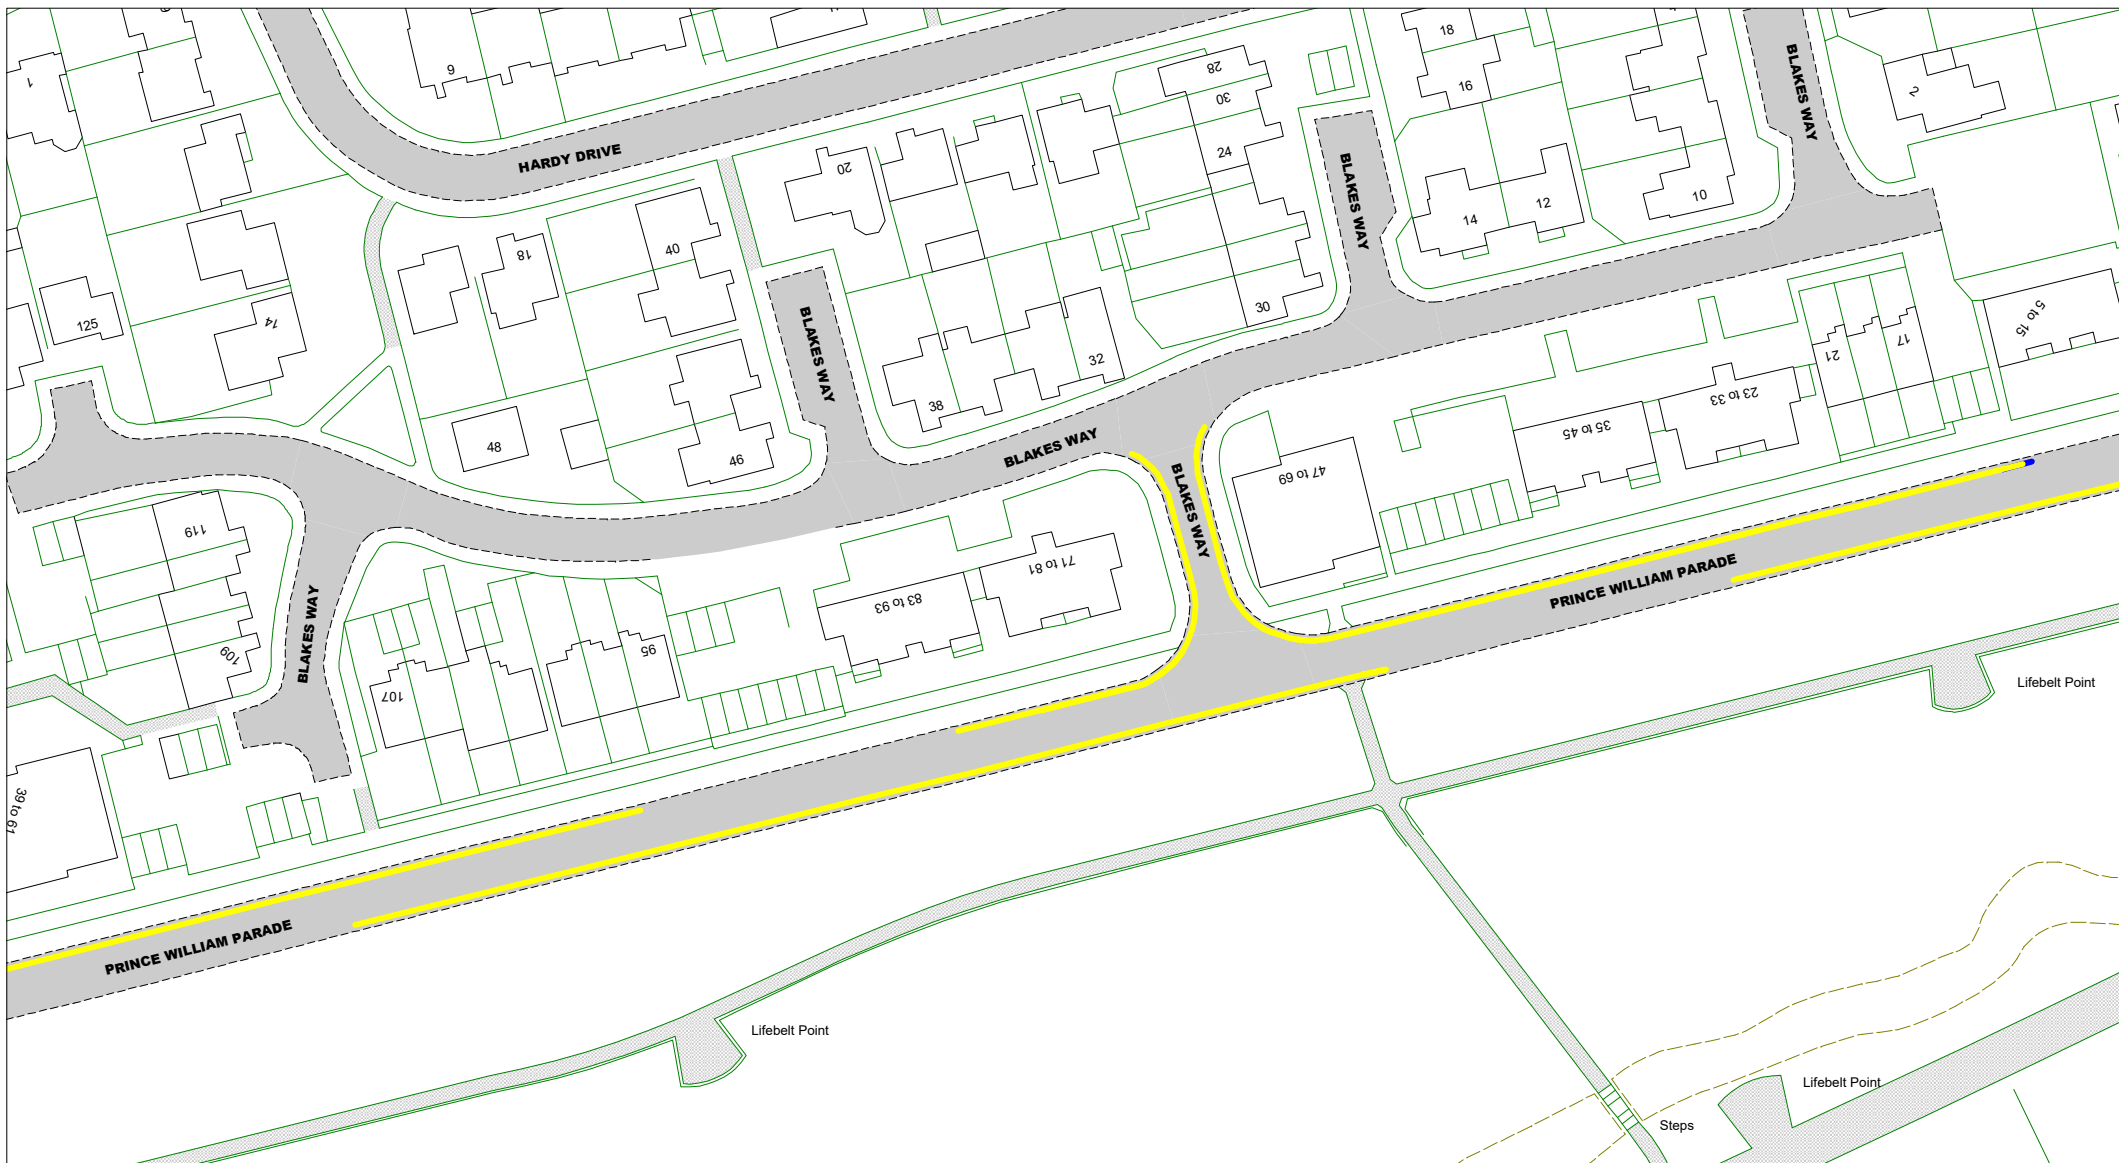 1
9
18
16
28
30
24
20
HARDY DRIVE
BLAKES WAY
BLAKES WAY
2
10
12
14
18
40
125
74
30
32
38
BLAKES WAY
5 to 15
17
21
23 to 33
35 to 45
47 to 69
48
46
BLAKES WAY
BLAKES WAY
119
71 to 81
83 to 93
PRINCE WILLIAM PARADE
BLAKES WAY
109
95
107
Lifebelt Point
39 to 61
PRINCE WILLIAM PARADE
Lifebelt Point
Lifebelt Point
Steps